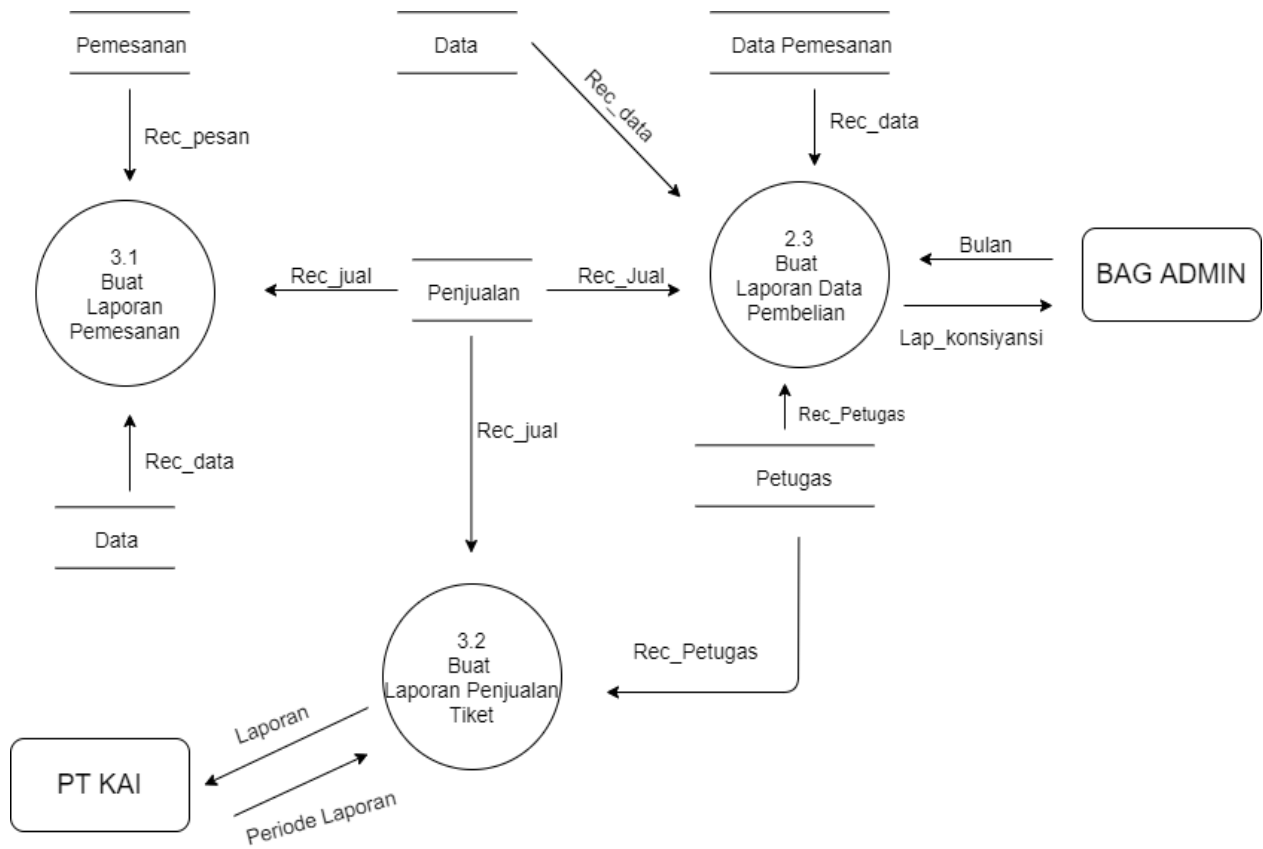 Pemesanan
Data
Data Pemesanan
Rec_pesan
Rec_data
Rec_data
3.1
Buat
Laporan
Pemesanan
Rec_jual
Penjualan
Rec_Jual
2.3
Buat
Laporan Data
Pembelian
Bulan
BAG ADMIN
Lap_konsiyansi
Rec_data
Rec_jual
Rec_Petugas
Petugas
Data
3.2
Buat
Laporan Penjualan
Tiket
Rec_Petugas
Laporan
PT KAI
Periode Laporan